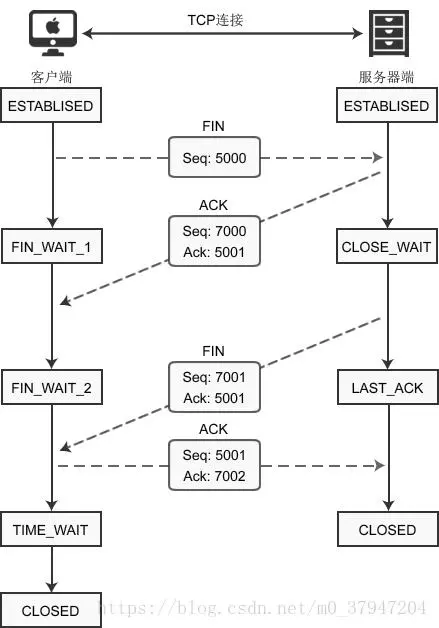 TCP连接
客户端
服务器端
ESTABLISED
ESTABLISED
FIN
Seq: 5000
ACK
Seq: 7000
Ack: 5001
FIN_WAIT_1
CLOSE_WAIT
FIN
Seq: 7001
Ack: 5001
FIN_WAIT_2
LAST_ACK
ACK
Seq: 5001
Ack: 7002
TIME_WAIT
CLOSED
CLOSED
https://blog.csdn.net/m0_37947204